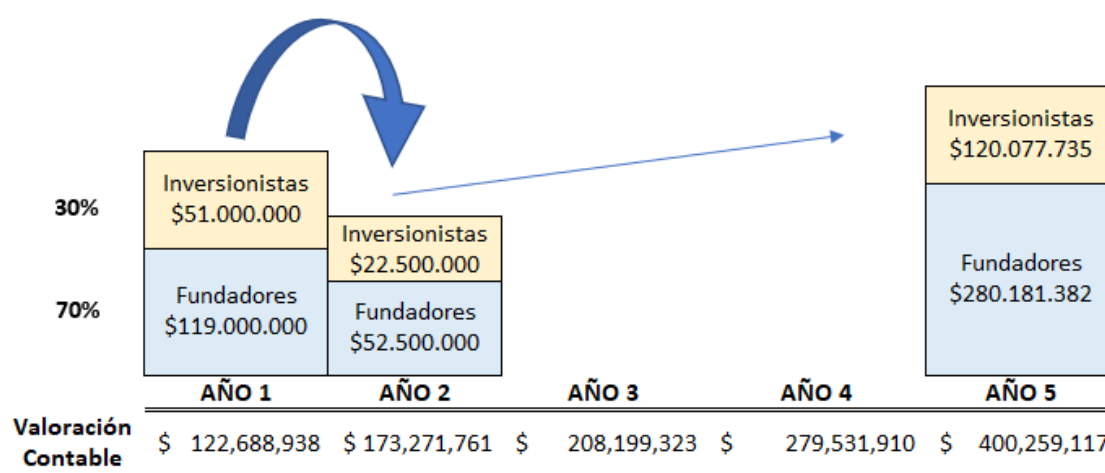 Inversionistas
$120.077.735
Inversionistas
$51.000.000
30%
Inversionistas
$22.500.000
Fundadores
$280.181.382
Fundadores
$119.000.000
70%
Fundadores
$52.500.000
AÑO 1 AÑO 2 AÑO 3 AÑO 4 AÑO 5
Valoración
Contable
$ 122,688,938 $ 173,271,761 $ 208,199,323 $ 279,531,910 $ 400,259,117